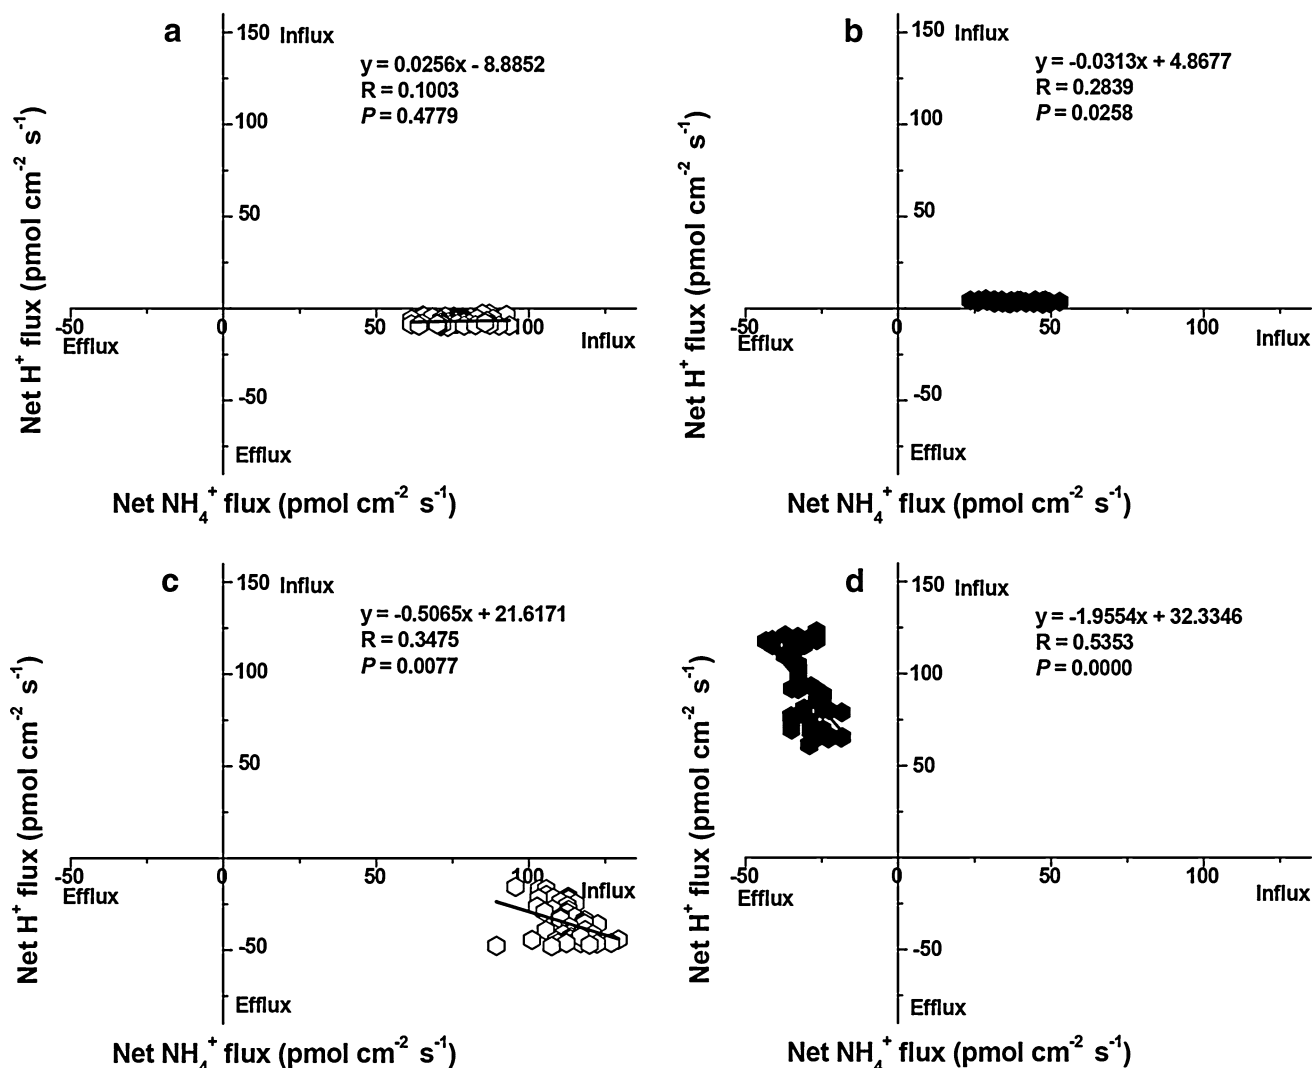 a
150 Influx
y = 0.0256x - 8.8852
R = 0.1003
P = 0.4779
100
50
-50 0 50 100
Efflux Influx
-50
Efflux
Net H⁺ flux (pmol cm⁻² s⁻¹)
Net NH₄⁺ flux (pmol cm⁻² s⁻¹)
b
150 Influx
y = -0.0313x + 4.8677
R = 0.2839
P = 0.0258
100
50
-50 0 50 100
Efflux Influx
-50
Efflux
Net H⁺ flux (pmol cm⁻² s⁻¹)
Net NH₄⁺ flux (pmol cm⁻² s⁻¹)
c
150 Influx
y = -0.5065x + 21.6171
R = 0.3475
P = 0.0077
100
50
-50 0 50 100
Efflux Influx
-50
Efflux
Net H⁺ flux (pmol cm⁻² s⁻¹)
Net NH₄⁺ flux (pmol cm⁻² s⁻¹)
d
150 Influx
y = -1.9554x + 32.3346
R = 0.5353
P = 0.0000
100
50
-50 0 50 100
Efflux Influx
-50
Efflux
Net H⁺ flux (pmol cm⁻² s⁻¹)
Net NH₄⁺ flux (pmol cm⁻² s⁻¹)